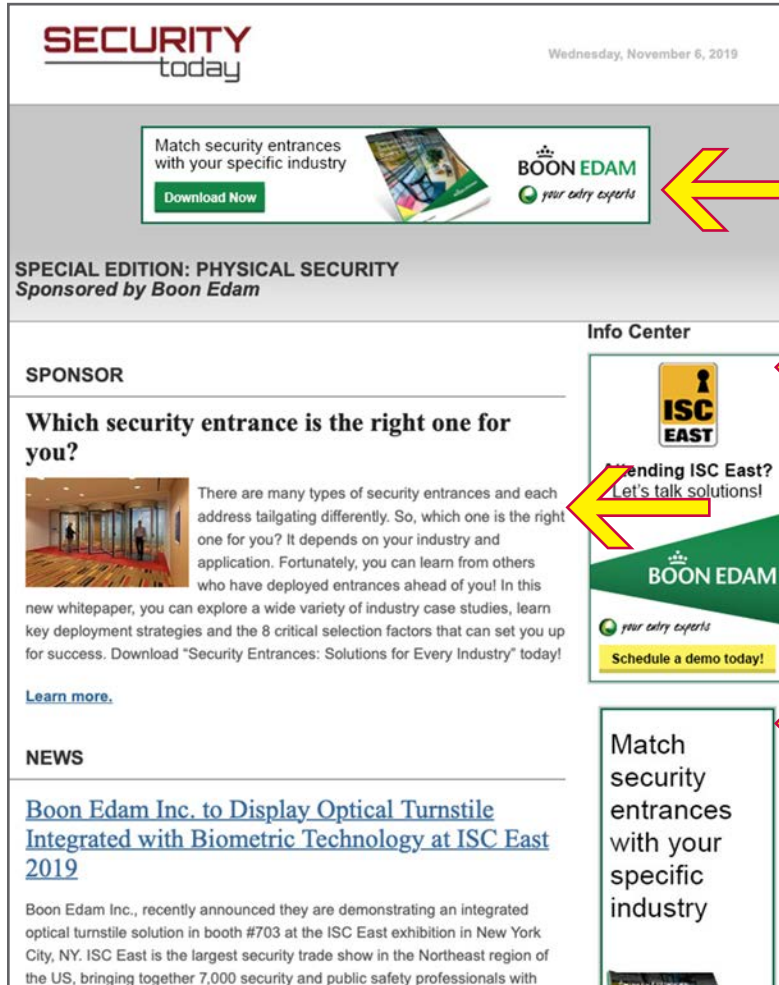 SECURITY
today
Wednesday, November 6, 2019
Match security entrances
with your specific industry
Download Now
BOON EDAM
your entry experts
SPECIAL EDITION: PHYSICAL SECURITY
Sponsored by Boon Edam
SPONSOR
Which security entrance is the right one for
you?
There are many types of security entrances and each
address tailgating differently. So, which one is the right
one for you? It depends on your industry and
application. Fortunately, you can learn from others
who have deployed entrances ahead of you! In this
new whitepaper, you can explore a wide variety of industry case studies, learn
key deployment strategies and the 8 critical selection factors that can set you up
for success. Download “Security Entrances: Solutions for Every Industry” today!
Learn more.
NEWS
Boon Edam Inc. to Display Optical Turnstile
Integrated with Biometric Technology at ISC East
2019
Boon Edam Inc., recently announced they are demonstrating an integrated
optical turnstile solution in booth #703 at the ISC East exhibition in New York
City, NY. ISC East is the largest security trade show in the Northeast region of
the US, bringing together 7,000 security and public safety professionals with
Info Center
ISC
EAST
Attending ISC East?
Let's talk solutions!
BOON EDAM
your entry experts
Schedule a demo today!
Match
security
entrances
with your
specific
industry